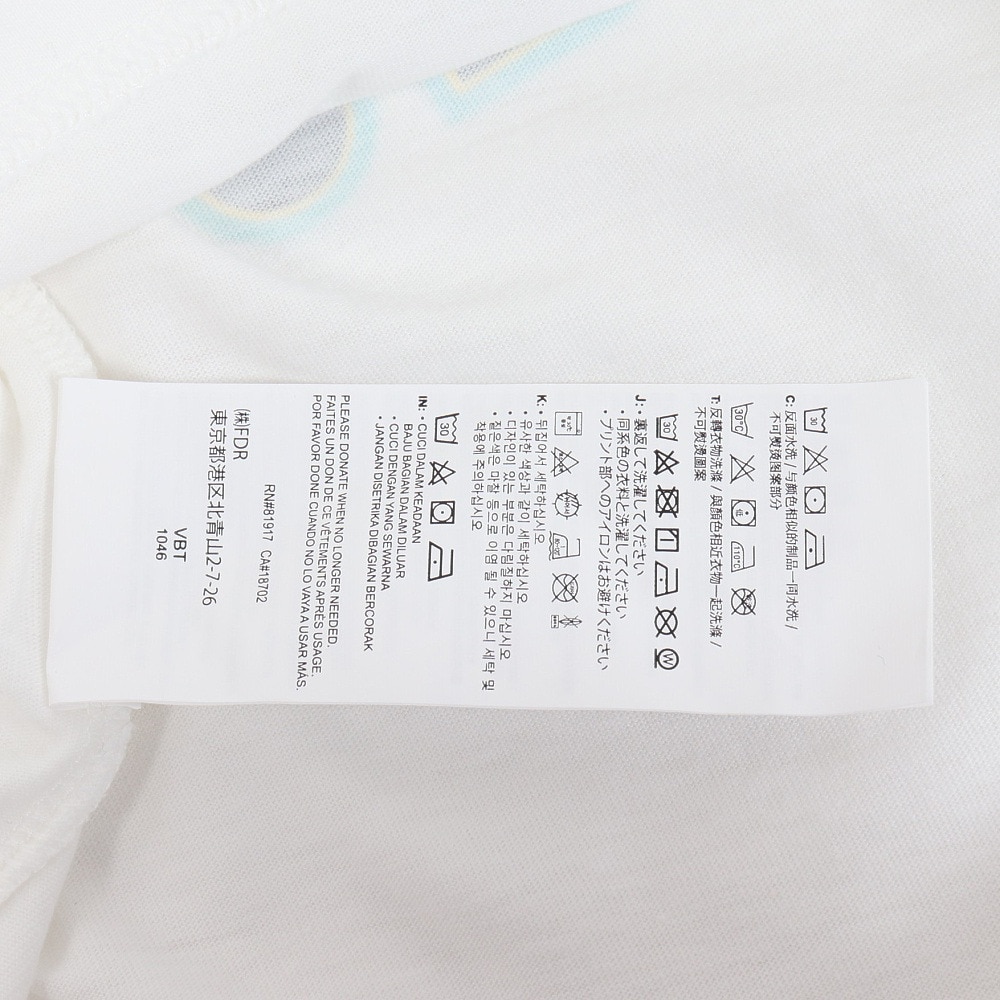 30
C: 反面水洗 / 与颜色相似的制品一同水洗 /
不可熨烫图案部分
30°C 低 110°C
T: 反轉衣物洗滌 / 與顏色相近衣物一起洗滌 /
不可熨燙圖案
30 W
J: • 裏返して洗濯してください
• 同系色の衣料と洗濯してください
• プリント部へのアイロンはお避けください
K: • 뒤집어서 세탁하십시오
• 유사한 색상과 같이 세탁하십시오
• 디자인이 있는 부분은 다림질하지 마십시오
• 짙은색은 마찰 등으로 이염 될 수 있으니 세탁 및
착용에 주의하십시오
30
IN: • CUCI DALAM KEADAAN
BAJU BAGIAN DALAM DILUAR
• CUCI DENGAN YANG SEWARNA
• JANGAN DISETRIKA DIBAGIAN BERCORAK
PLEASE DONATE WHEN NO LONGER NEEDED.
FAITES UN DON DE CE VÊTEMENTS APRÈS USAGE.
POR FAVOR DONE CUANDO NO LO VAYA A USAR MÁS.
RN#81917 CA#18702
(株)FDR
東京都港区北青山2-7-26
VBT
1046